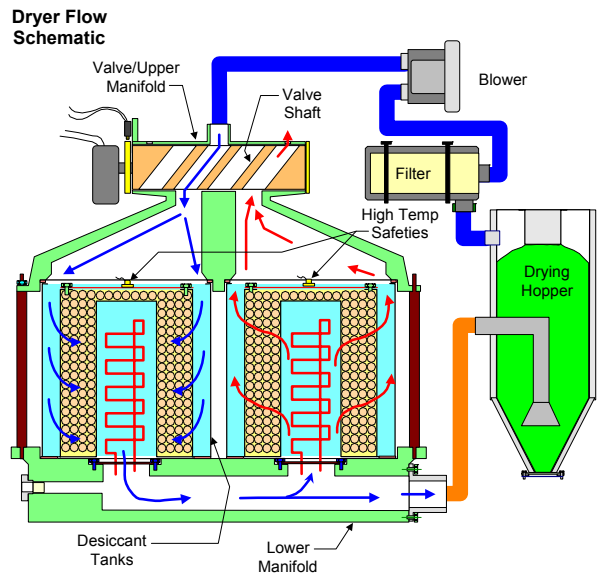 Dryer Flow
Schematic
Valve/Upper
Manifold
Valve
Shaft
Blower
Filter
High Temp
Safeties
Drying
Hopper
Desiccant
Tanks
Lower
Manifold